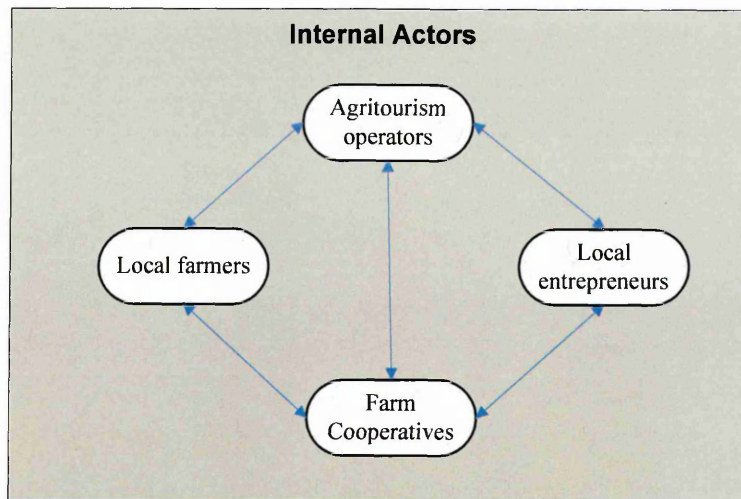 Internal Actors
Agritourism
operators
Local farmers
Local
entrepreneurs
Farm
Cooperatives